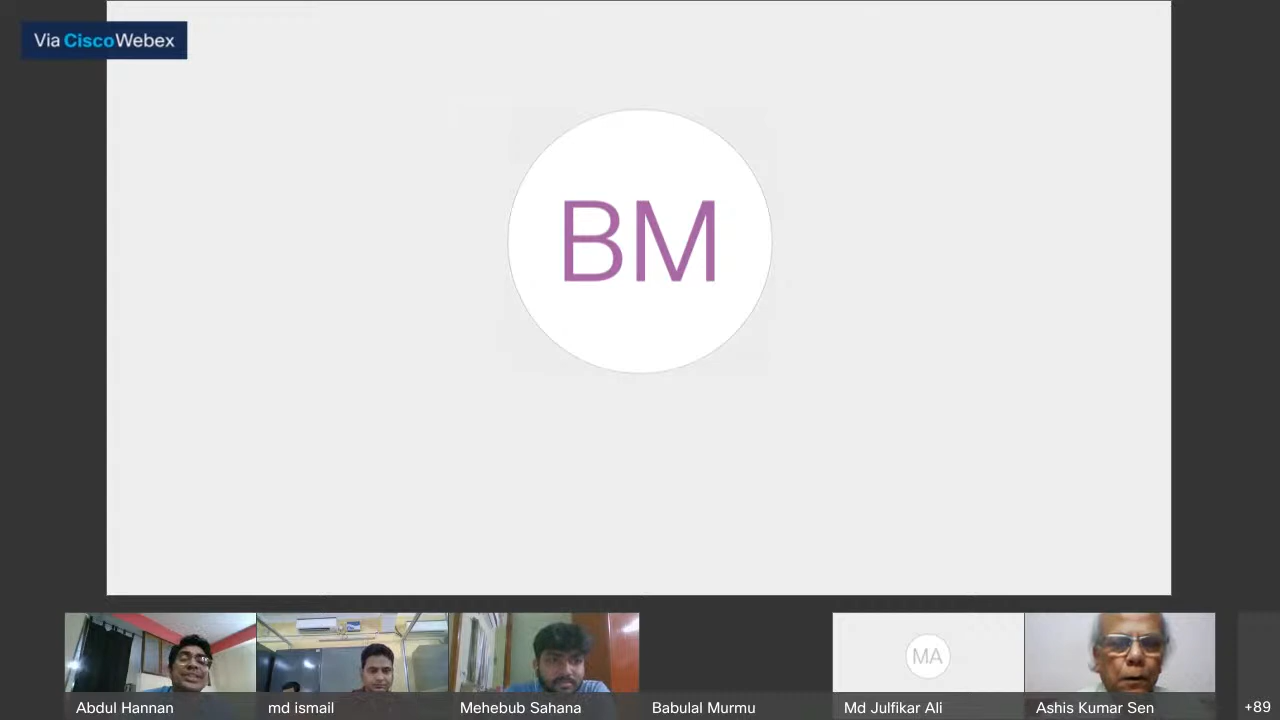 Via CiscoWebex
BM
MA
Abdul Hannan
md ismail
Mehebub Sahana
Babulal Murmu
Md Julfikar Ali
Ashis Kumar Sen
+89